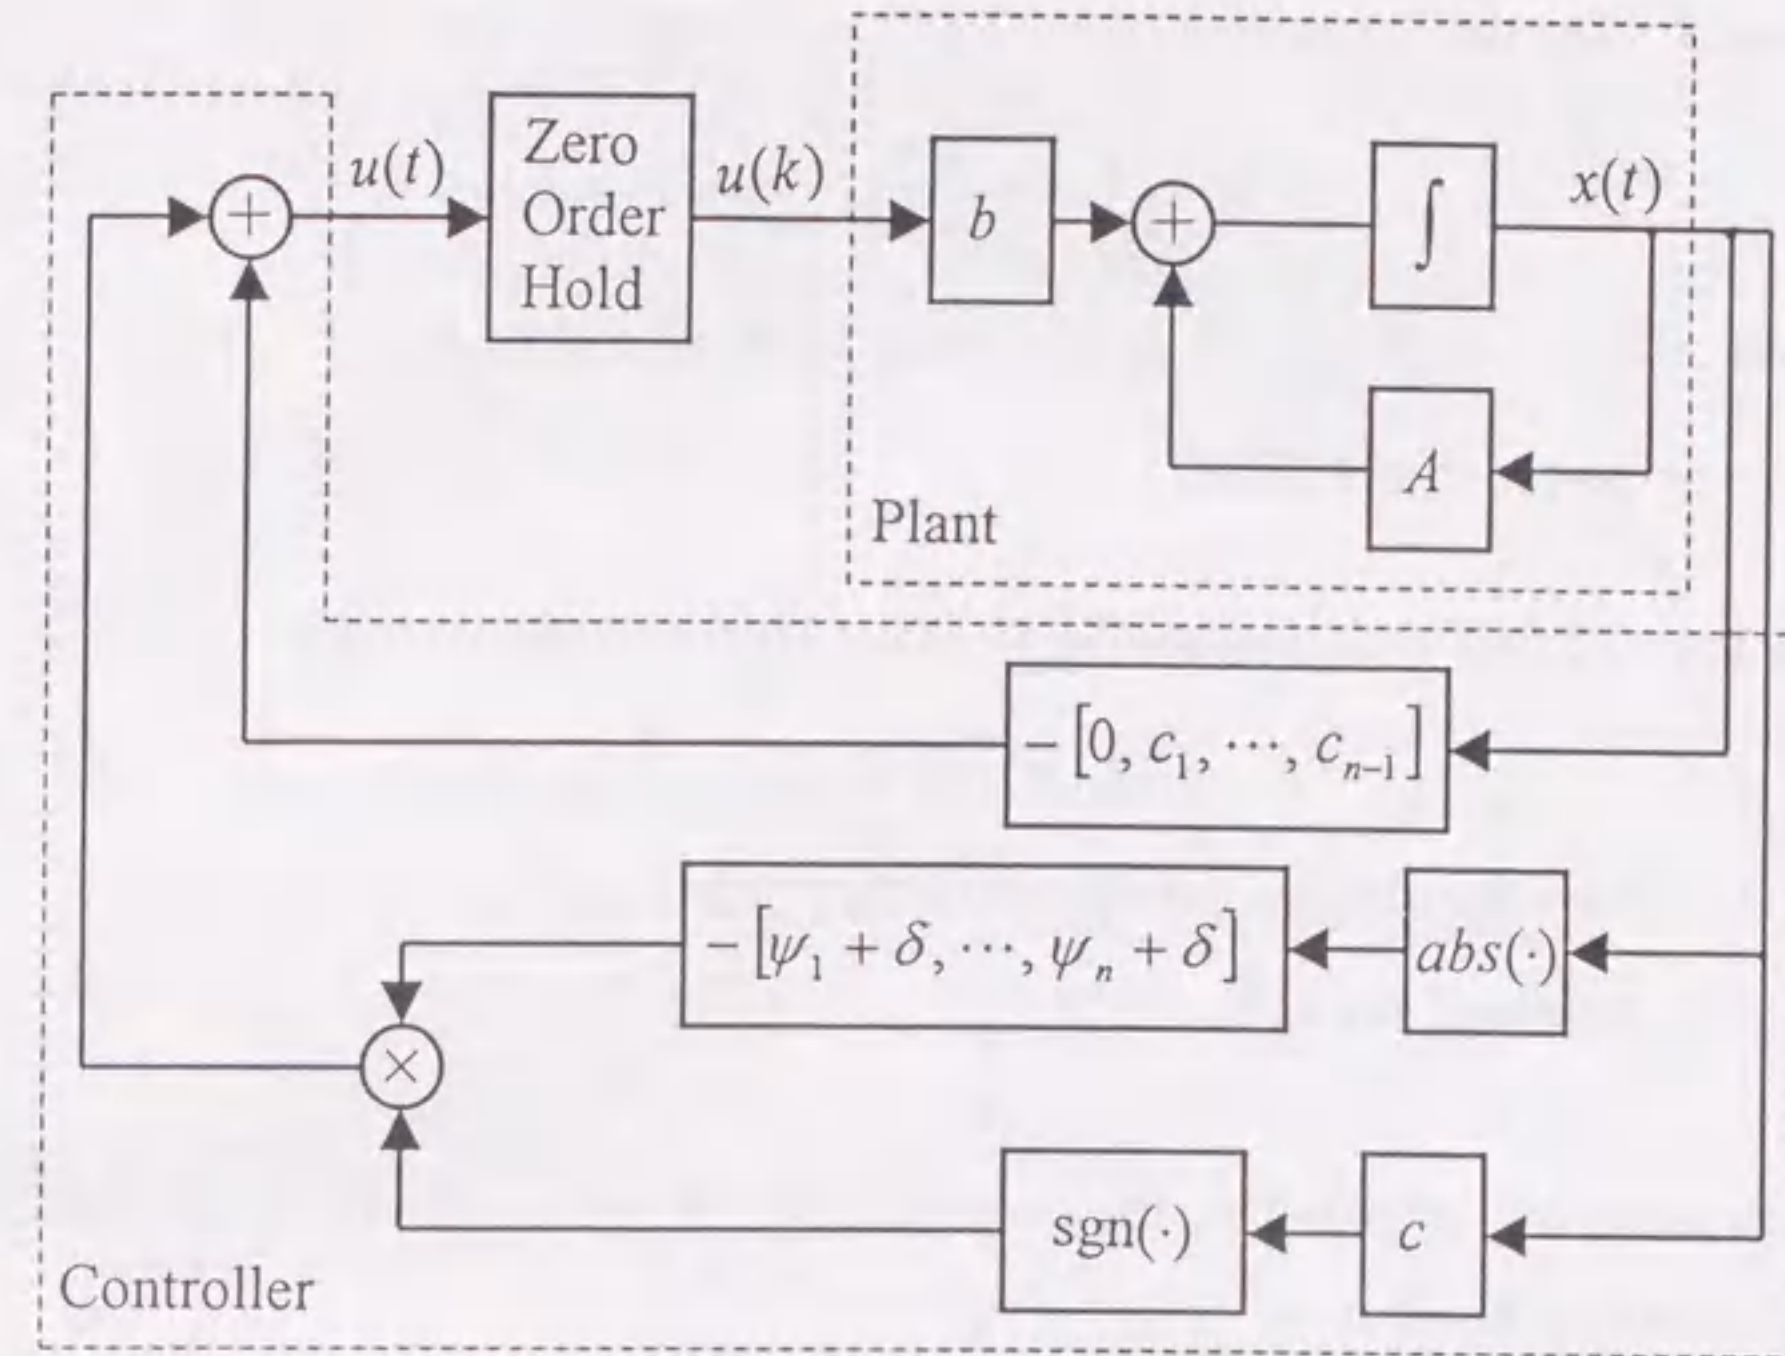 u(t)
Zero
Order
Hold
u(k)
b
+
+
∫
x(t)
A
Plant
− [0, c₁, ⋯, cₙ₋₁]
− [ψ₁ + δ, ⋯, ψₙ + δ]
abs(·)
×
sgn(·)
c
Controller